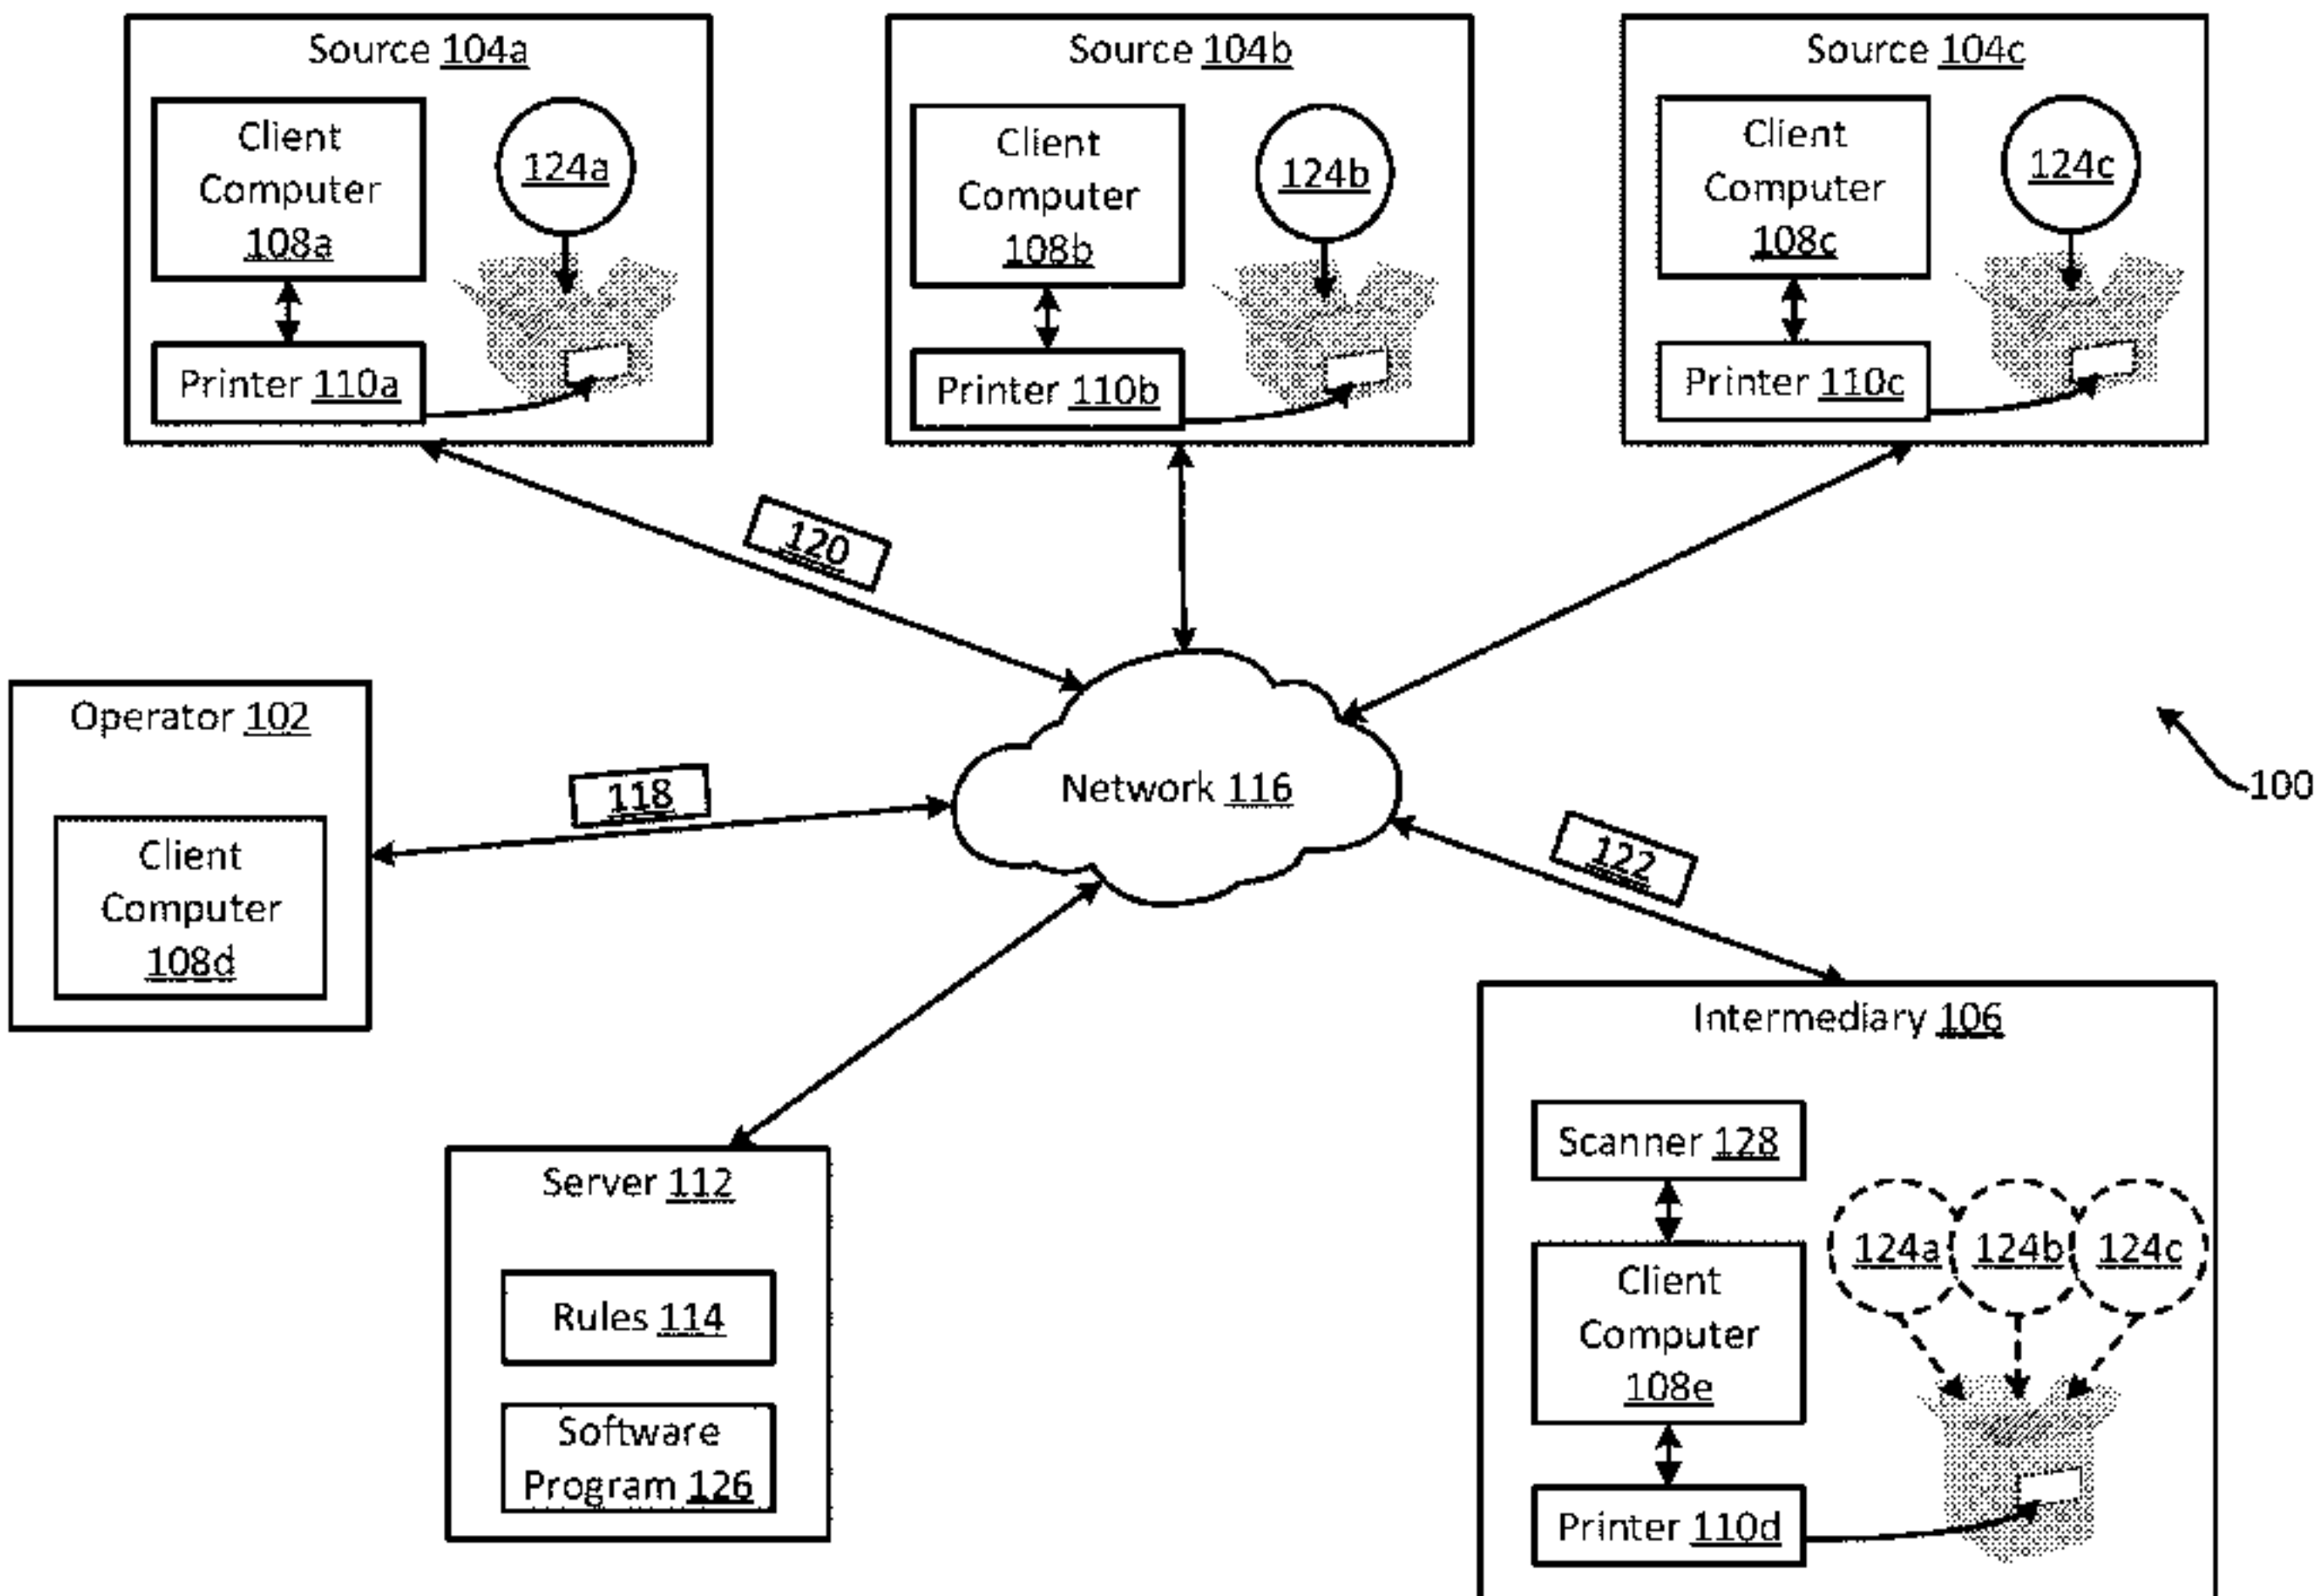 Source 104a
Client
Computer
108a
124a
Printer 110a
Source 104b
Client
Computer
108b
124b
Printer 110b
Source 104c
Client
Computer
108c
124c
Printer 110c
120
Operator 102
Client
Computer
108d
118
Network 116
100
122
Server 112
Rules 114
Software
Program 126
Intermediary 106
Scanner 128
Client
Computer
108e
124a 124b 124c
Printer 110d